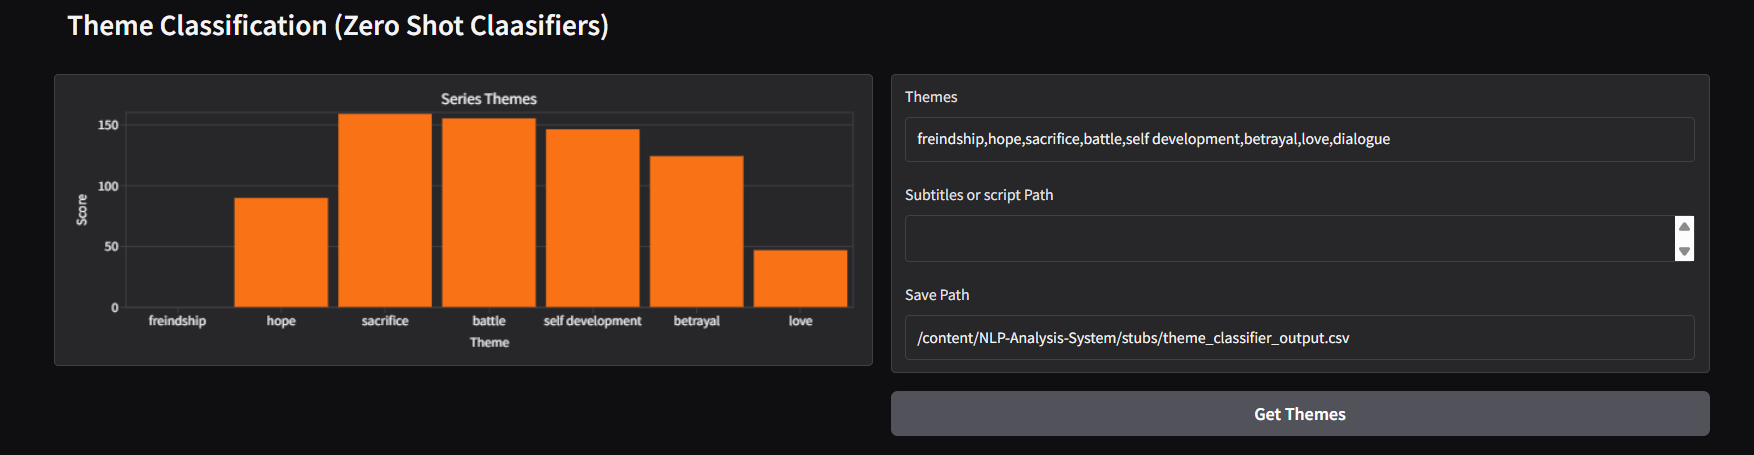 Theme Classification (Zero Shot Claasifiers)
Series Themes
150
100
50
0
Score
freindship hope sacrifice battle self development betrayal love
Theme
Themes
freindship,hope,sacrifice,battle,self development,betrayal,love,dialogue
Subtitles or script Path
Save Path
/content/NLP-Analysis-System/stubs/theme_classifier_output.csv
Get Themes